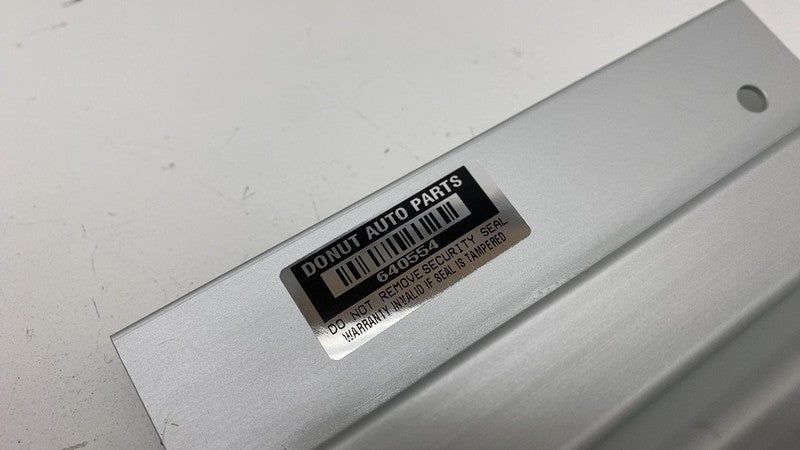 DONUT AUTO PARTS
640554
DO NOT REMOVE SECURITY SEAL
WARRANTY INVALID IF SEAL IS TAMPERED